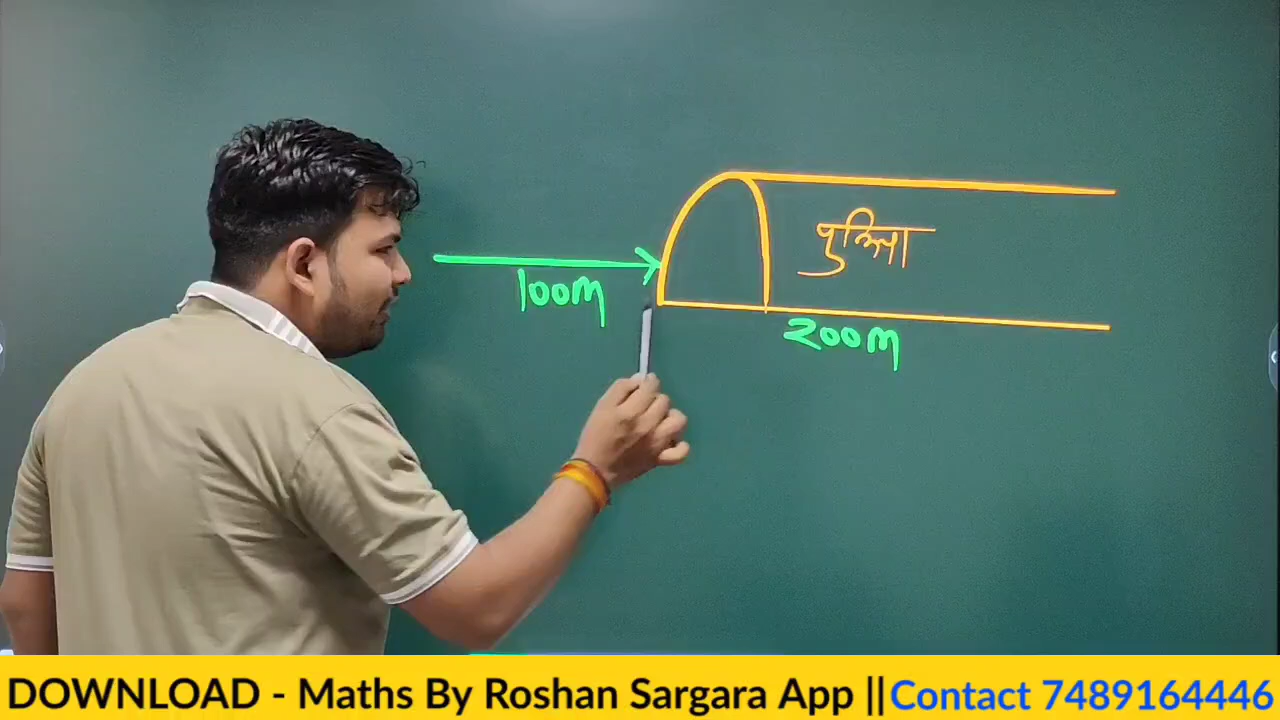 पुलिया
100m
200m
DOWNLOAD - Maths By Roshan Sargara App || Contact 7489164446